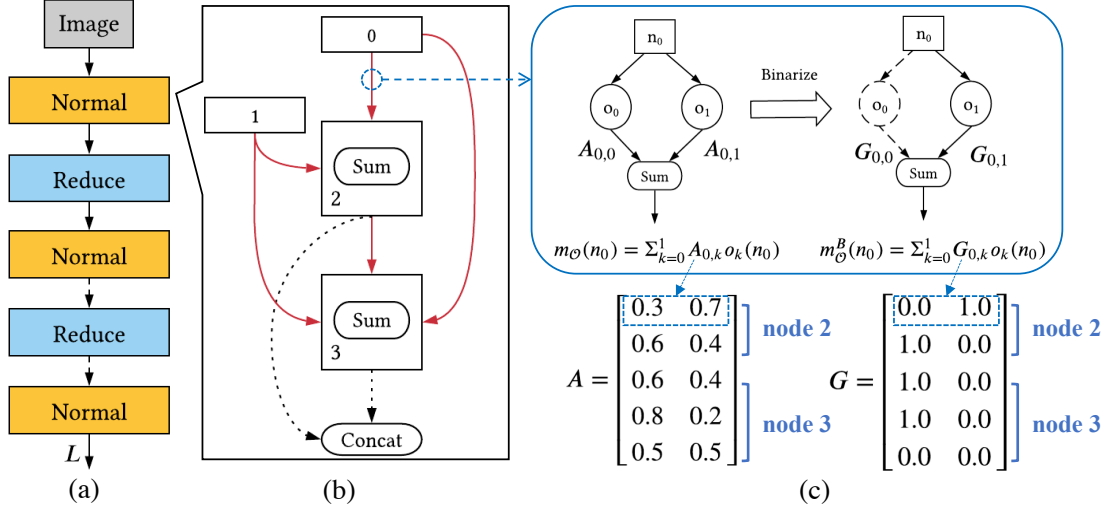 Image
Normal
Reduce
Normal
Reduce
Normal
L
(a)
0
1
Sum
2
Sum
3
Concat
(b)
n₀
o₀ o₁
A₀,₀ A₀,₁
Sum
m_𝒪(n₀) = Σ¹ₖ₌₀ A₀,ₖ oₖ(n₀)
Binarize
n₀
o₀ o₁
G₀,₀ G₀,₁
Sum
m^B_𝒪(n₀) = Σ¹ₖ₌₀ G₀,ₖ oₖ(n₀)
A =
0.3 0.7
0.6 0.4
0.6 0.4
0.8 0.2
0.5 0.5
node 2
node 3
G =
0.0 1.0
1.0 0.0
1.0 0.0
1.0 0.0
0.0 0.0
node 2
node 3
(c)